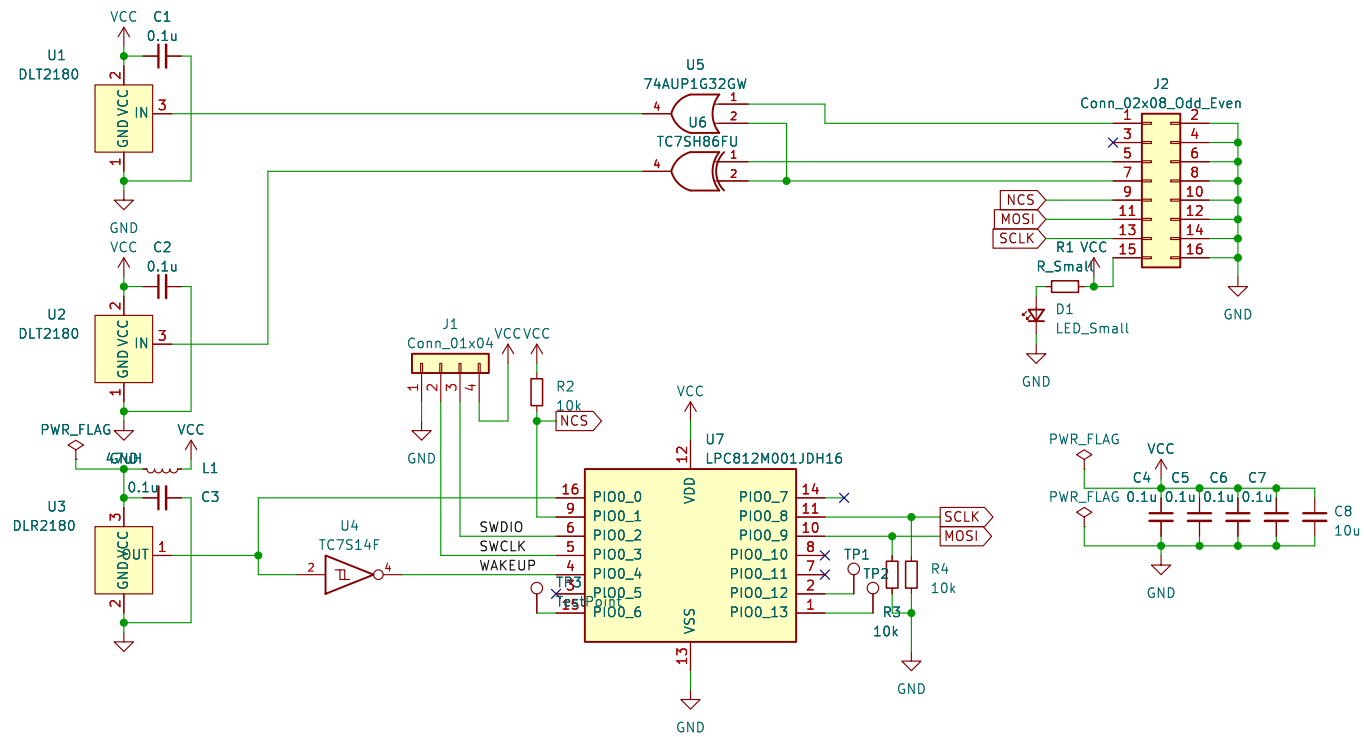 VCC
C1
0.1u
U1
DLT2180
2
VCC
IN
3
GND
1
GND
VCC
C2
0.1u
U2
DLT2180
2
VCC
IN
3
GND
1
GND
PWR_FLAG
VCC
4.7uH
L1
0.1u
C3
U3
DLR2180
3
VCC
OUT
1
GND
2
U4
TC7S14F
2
4
U5
74AUP1G32GW
4
1
2
U6
TC7SH86FU
4
1
2
J2
Conn_02x08_Odd_Even
1 2
3 4
5 6
7 8
9 10
11 12
13 14
15 16
NCS
MOSI
SCLK
R1
VCC
R_Small
D1
LED_Small
GND
GND
J1
Conn_01x04
1 2 3 4
GND
VCC
VCC
R2
10k
NCS
VCC
U7
LPC812M001JDH16
12
VDD
16 PIO0_0
9 PIO0_1
SWDIO
6 PIO0_2
SWCLK
5 PIO0_3
WAKEUP
4 PIO0_4
3 PIO0_5
15 PIO0_6
TP3
TestPoint
PIO0_7 14
PIO0_8 11
PIO0_9 10
PIO0_10 8
PIO0_11 7
PIO0_12 2
PIO0_13 1
VSS
13
GND
SCLK
MOSI
TP1
TP2
R4
10k
R3
10k
GND
PWR_FLAG
VCC
C4 C5 C6 C7
0.1u 0.1u 0.1u 0.1u
PWR_FLAG
C8
10u
GND